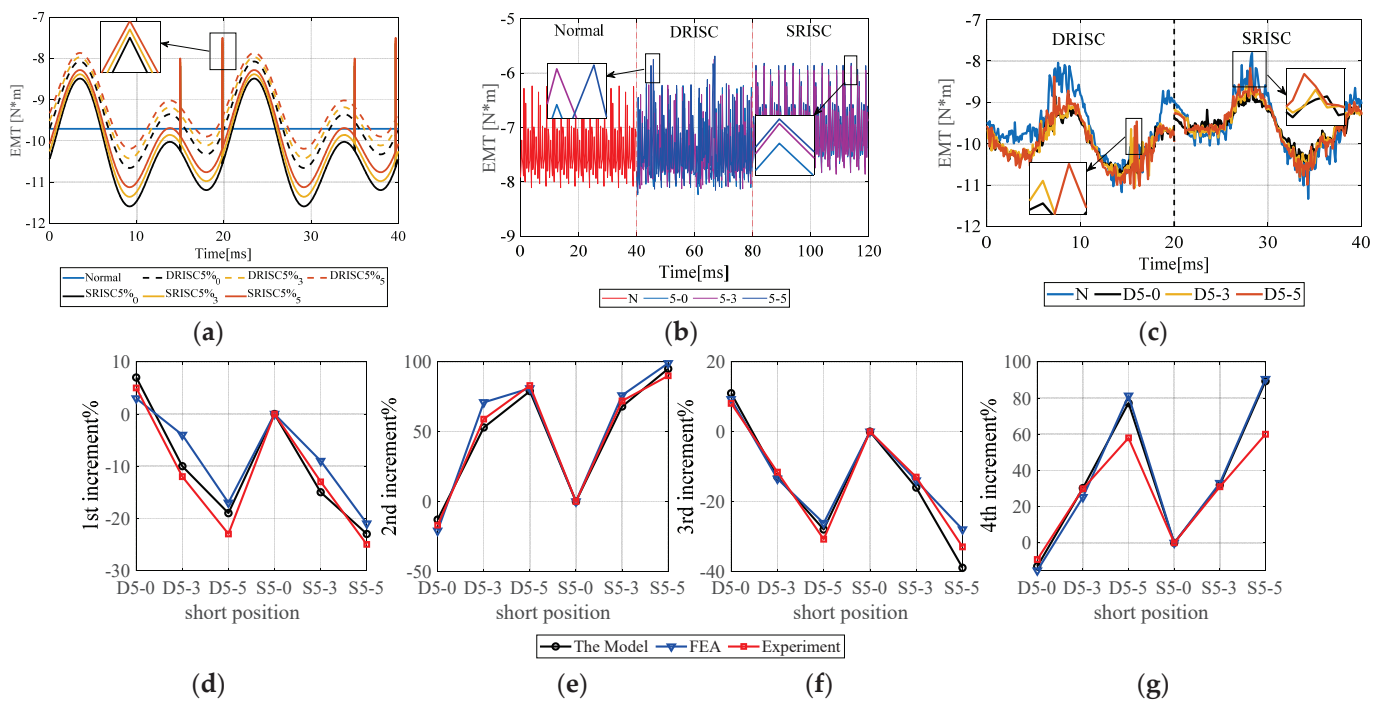 -7
-8
-9
-10
-11
-12
EMT [N*m]
0 10 20 30 40
Time[ms]
Normal DRISC5%0 DRISC5%3 DRISC5%5
SRISC5%0 SRISC5%3 SRISC5%5
(a)
-5
-6
-7
-8
-9
EMT [N*m]
Normal DRISC SRISC
0 20 40 60 80 100 120
Time[ms]
N 5-0 5-3 5-5
(b)
-7
-8
-9
-10
-11
-12
EMT [N*m]
DRISC SRISC
0 10 20 30 40
Time[ms]
N D5-0 D5-3 D5-5
(c)
10
0
-10
-20
-30
1st increment%
D5-0 D5-3 D5-5 S5-0 S5-3 S5-5
short position
100
50
0
-50
2nd increment%
D5-0 D5-3 D5-5 S5-0 S5-3 S5-5
short position
20
0
-20
-40
3rd increment%
D5-0 D5-3 D5-5 S5-0 S5-3 S5-5
short position
100
80
60
40
20
0
4th increment%
D5-0 D5-3 D5-5 S5-0 S5-3 S5-5
short position
The Model FEA Experiment
(d) (e) (f) (g)